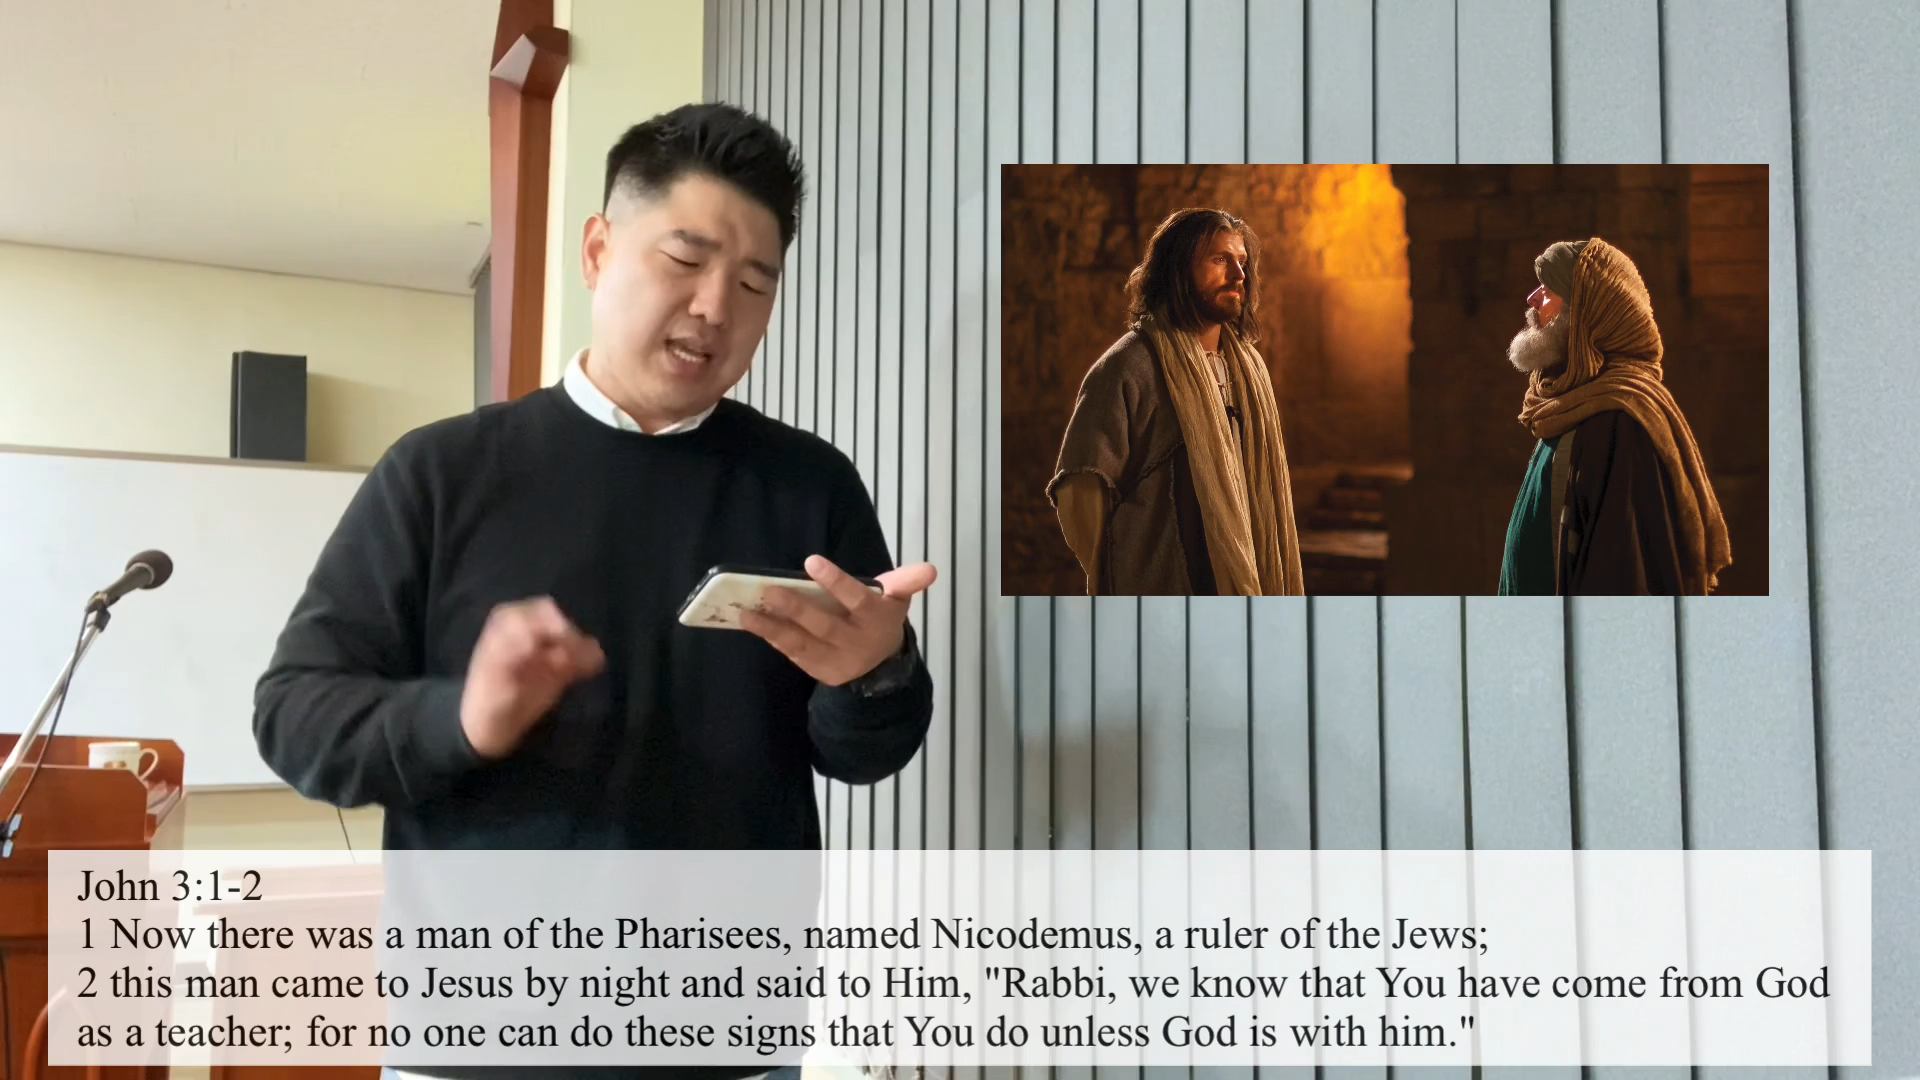 John 3:1-2
1 Now there was a man of the Pharisees, named Nicodemus, a ruler of the Jews;
2 this man came to Jesus by night and said to Him, "Rabbi, we know that You have come from God
as a teacher; for no one can do these signs that You do unless God is with him."